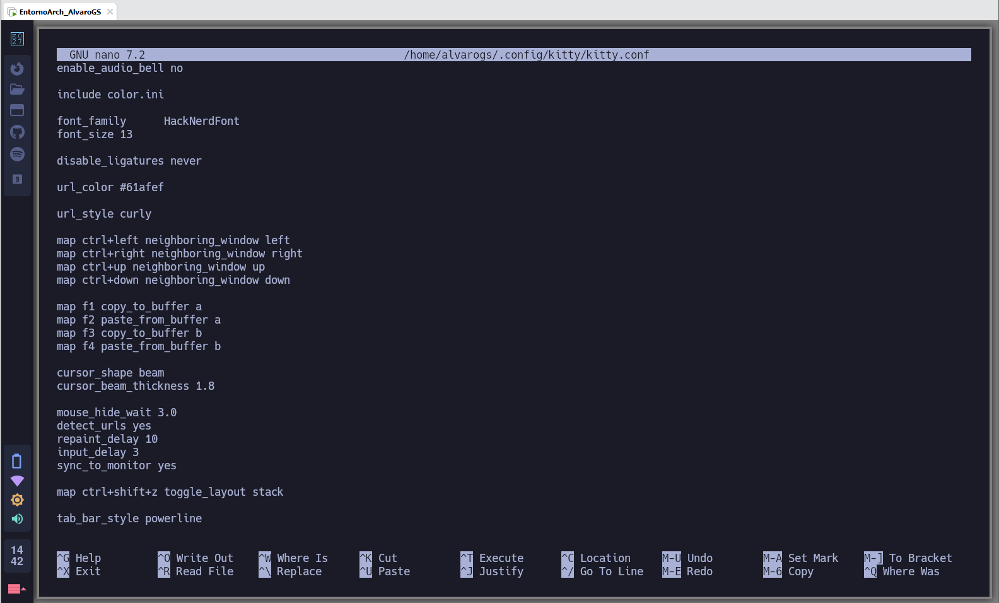 EntornoArch_AlvaroGS
GNU nano 7.2 /home/alvarogs/.config/kitty/kitty.conf
enable_audio_bell no
include color.ini
font_family HackNerdFont
font_size 13
disable_ligatures never
url_color #61afef
url_style curly
map ctrl+left neighboring_window left
map ctrl+right neighboring_window right
map ctrl+up neighboring_window up
map ctrl+down neighboring_window down
map f1 copy_to_buffer a
map f2 paste_from_buffer a
map f3 copy_to_buffer b
map f4 paste_from_buffer b
cursor_shape beam
cursor_beam_thickness 1.8
mouse_hide_wait 3.0
detect_urls yes
repaint_delay 10
input_delay 3
sync_to_monitor yes
map ctrl+shift+z toggle_layout stack
tab_bar_style powerline
^G Help ^O Write Out ^W Where Is ^K Cut ^T Execute ^C Location M-U Undo M-A Set Mark M-] To Bracket
^X Exit ^R Read File ^\ Replace ^U Paste ^J Justify ^/ Go To Line M-E Redo M-6 Copy ^Q Where Was
14
42